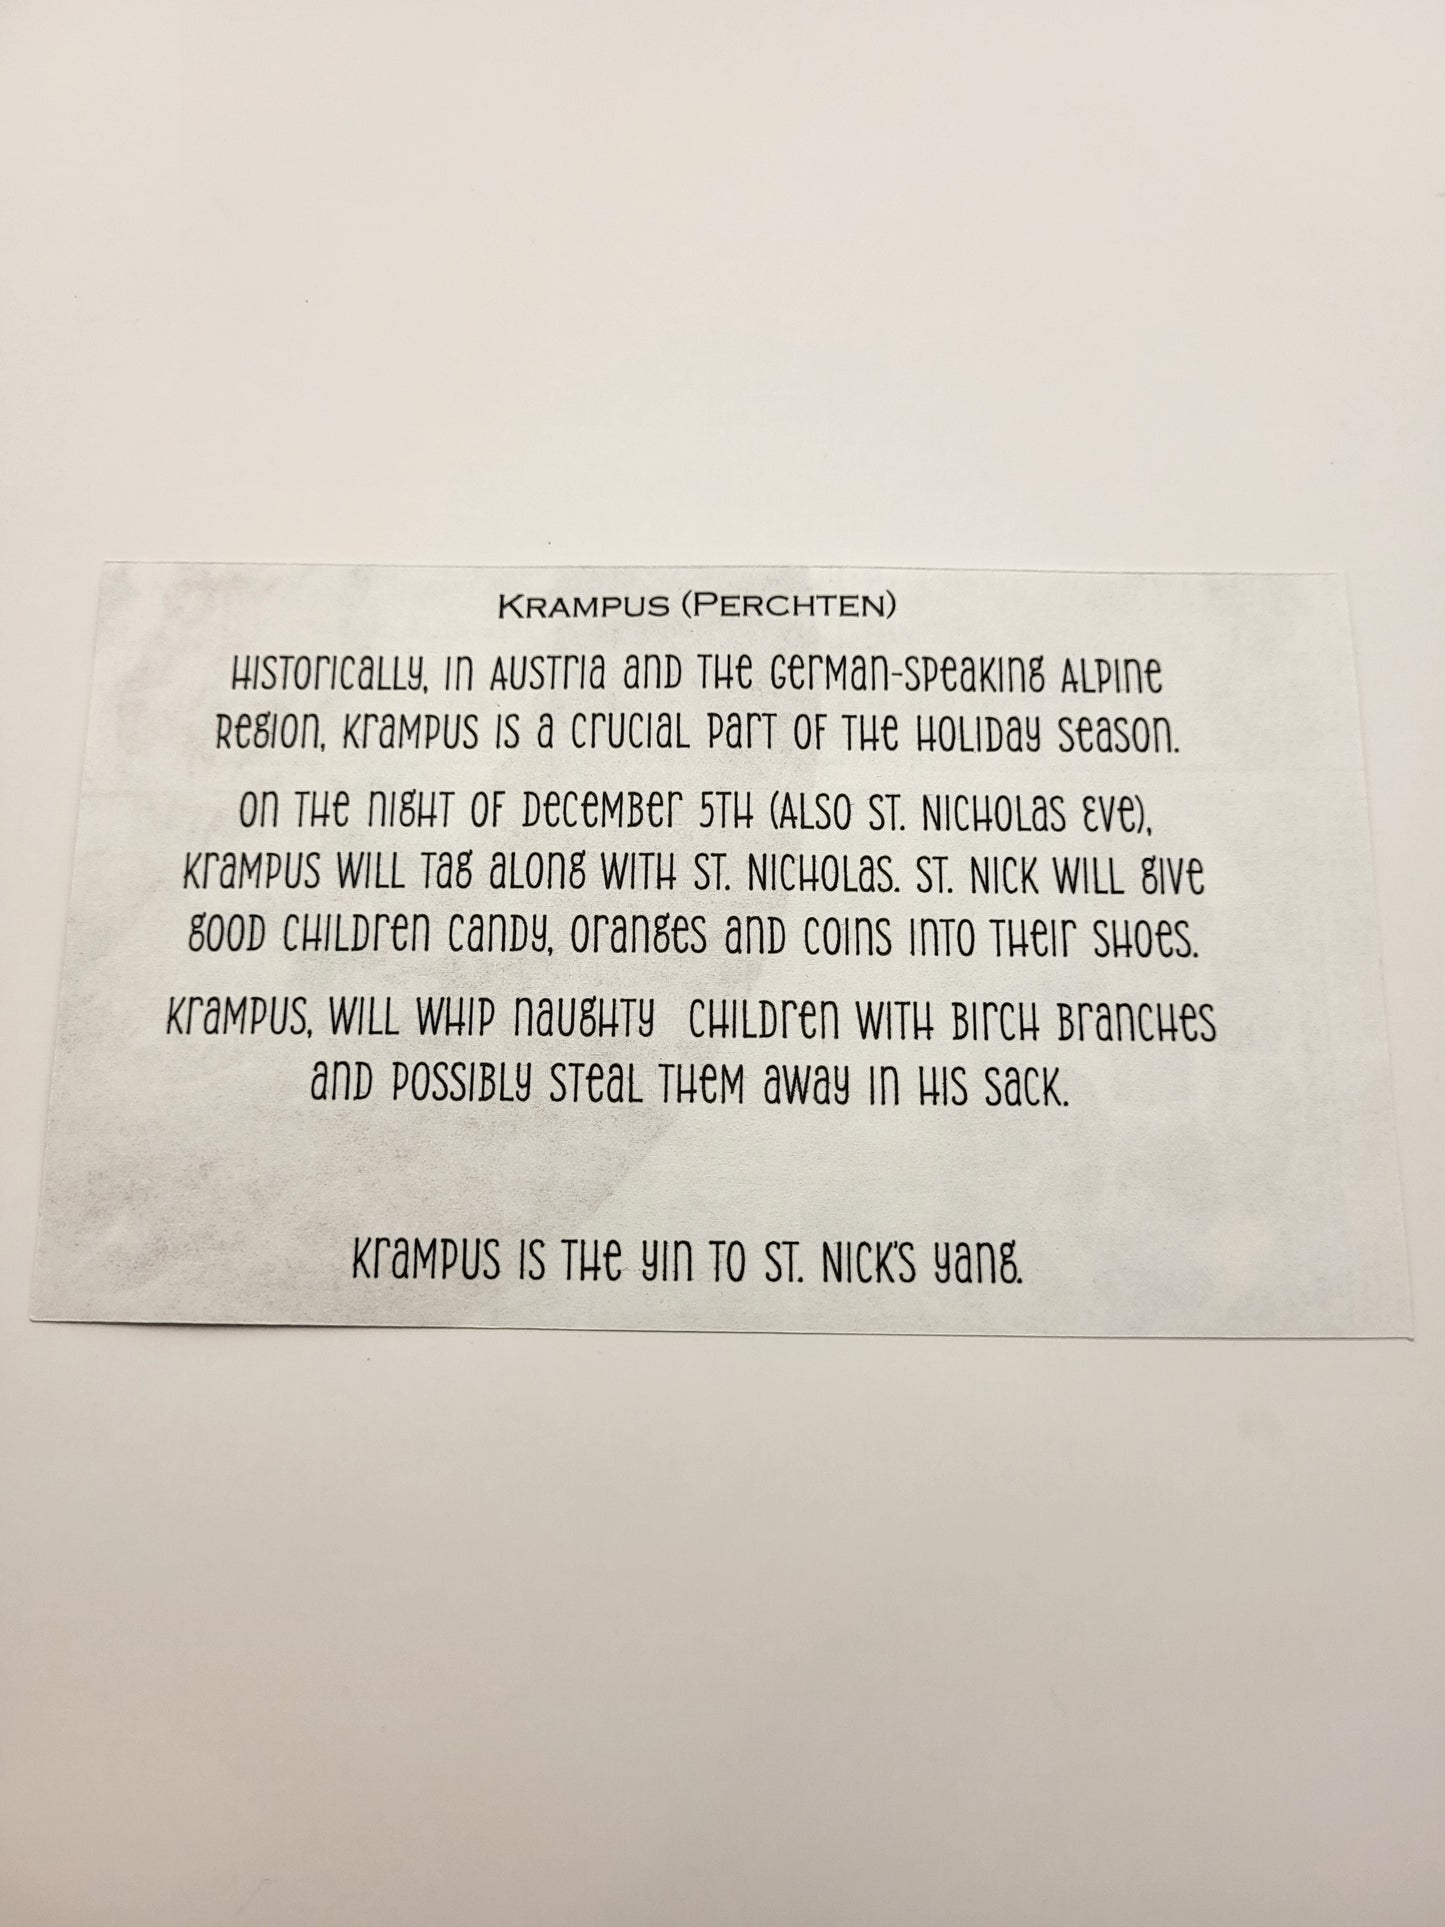 Krampus (Perchten)
Historically, in Austria and the German-speaking Alpine
Region, Krampus is a crucial part of the Holiday season.
On the night of December 5th (also St. Nicholas Eve),
Krampus will tag along with St. Nicholas. St. Nick will give
good children candy, oranges and coins into their shoes.
Krampus, will whip naughty children with birch branches
and possibly steal them away in his sack.
Krampus is the yin to St. Nick's yang.